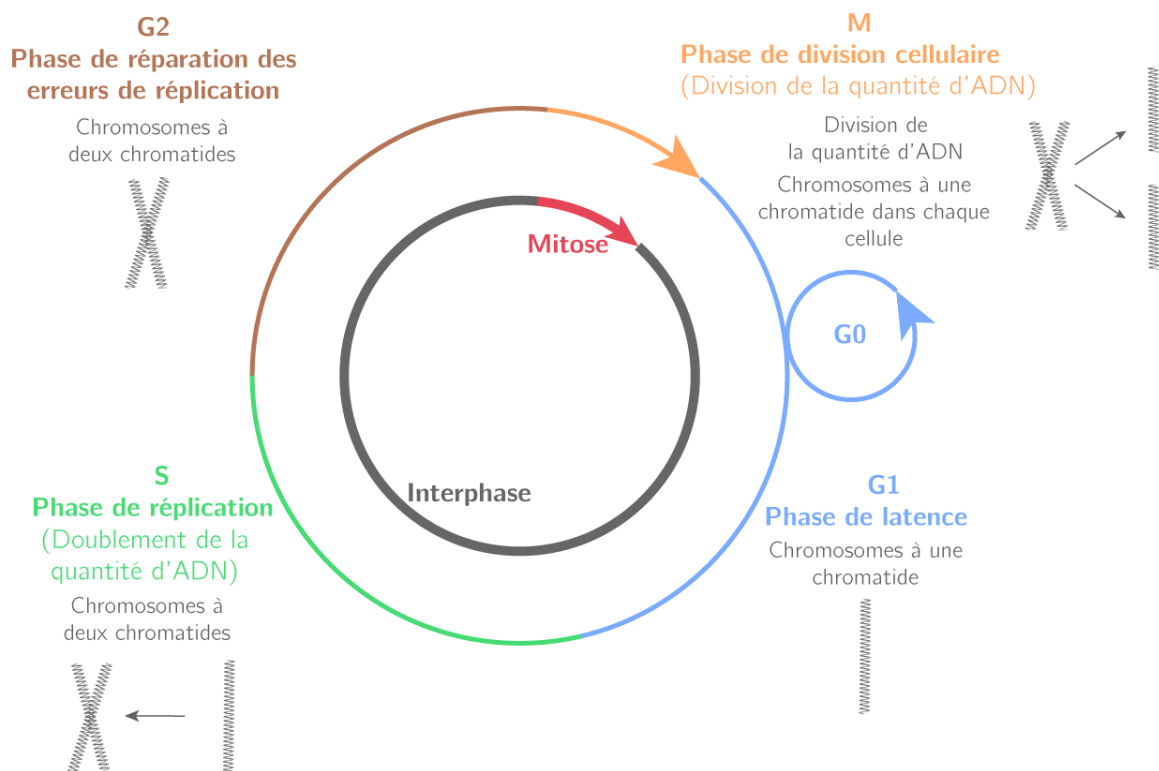 G2
Phase de réparation des
erreurs de réplication
Chromosomes à
deux chromatides
M
Phase de division cellulaire
(Division de la quantité d'ADN)
Division de
la quantité d'ADN
Chromosomes à une
chromatide dans chaque
cellule
Mitose
G0
Interphase
S
Phase de réplication
(Doublement de la
quantité d'ADN)
Chromosomes à
deux chromatides
G1
Phase de latence
Chromosomes à une
chromatide